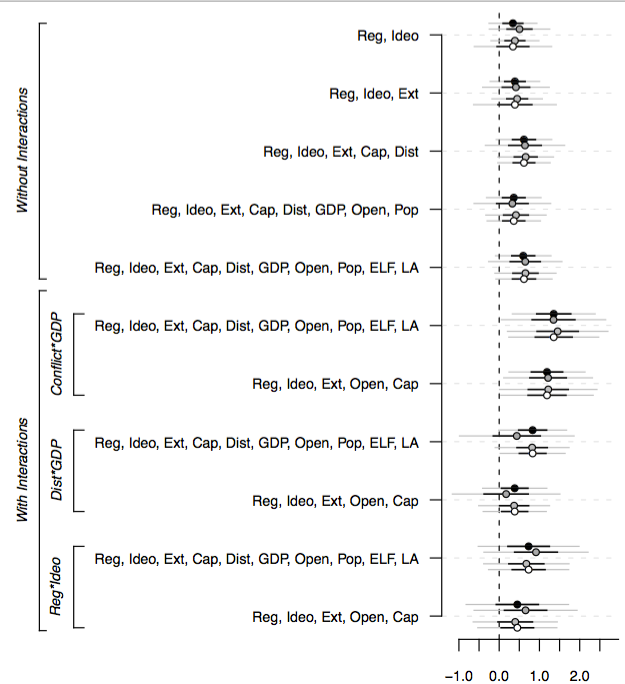 Without Interactions
Reg, Ideo
Reg, Ideo, Ext
Reg, Ideo, Ext, Cap, Dist
Reg, Ideo, Ext, Cap, Dist, GDP, Open, Pop
Reg, Ideo, Ext, Cap, Dist, GDP, Open, Pop, ELF, LA
With Interactions
Conflict*GDP
Reg, Ideo, Ext, Cap, Dist, GDP, Open, Pop, ELF, LA
Reg, Ideo, Ext, Open, Cap
Dist*GDP
Reg, Ideo, Ext, Cap, Dist, GDP, Open, Pop, ELF, LA
Reg, Ideo, Ext, Open, Cap
Reg*Ideo
Reg, Ideo, Ext, Cap, Dist, GDP, Open, Pop, ELF, LA
Reg, Ideo, Ext, Open, Cap
−1.0 0.0 1.0 2.0